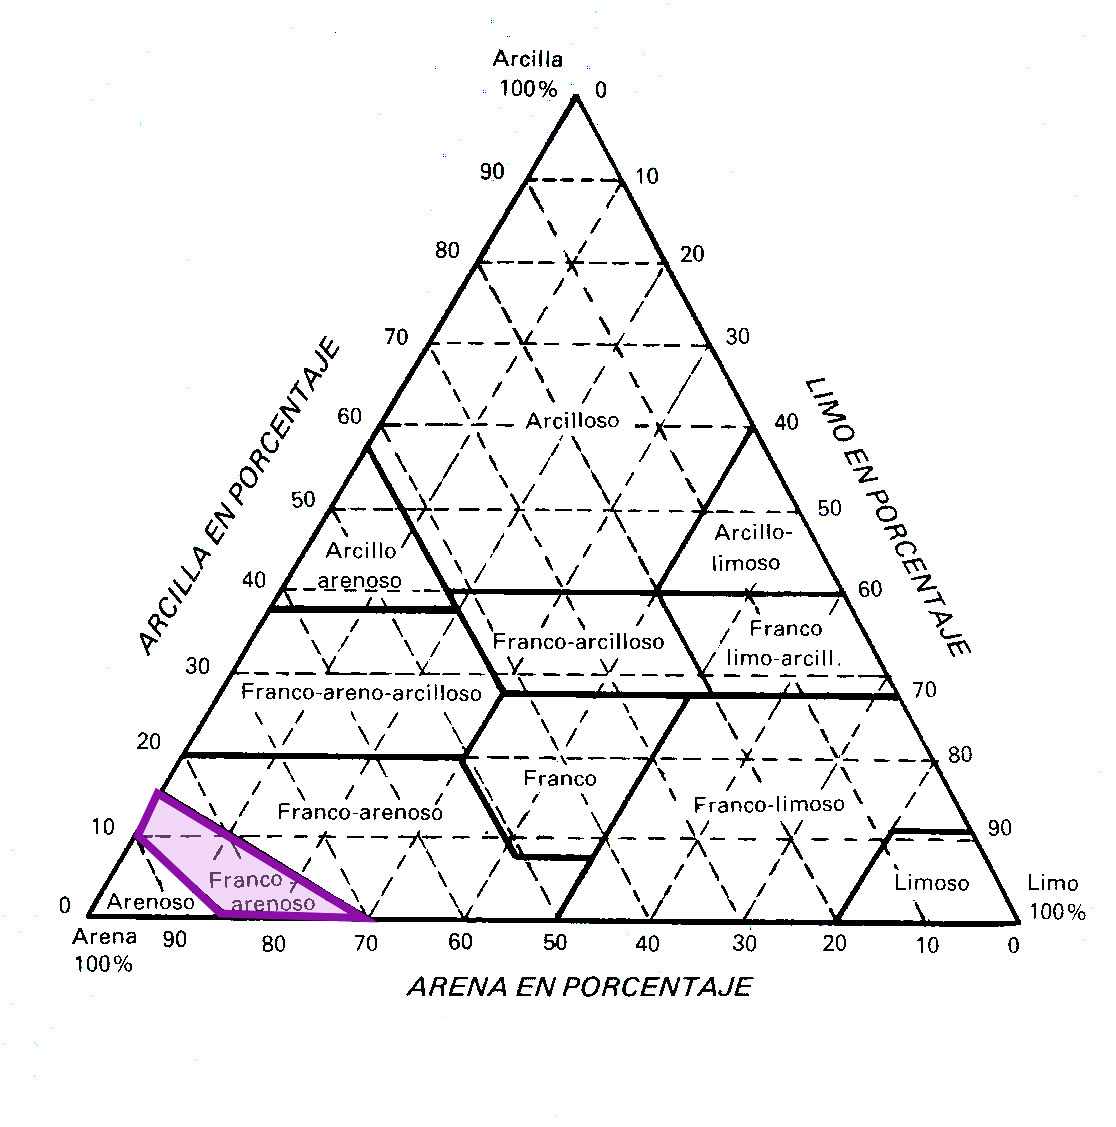 Arcilla
100%
0
90
10
80
20
70
30
60
40
Arcilloso
50
50
Arcillo-
limoso
Arcillo
arenoso
40
60
Franco-arcilloso
Franco
limo-arcill.
30
70
Franco-areno-arcilloso
20
80
Franco
Franco-arenoso
Franco-limoso
10
90
Franco -
arenoso
Arenoso
Limoso
0
Limo
100%
Arena
100%
90
80
70
60
50
40
30
20
10
0
ARCILLA EN PORCENTAJE
LIMO EN PORCENTAJE
ARENA EN PORCENTAJE